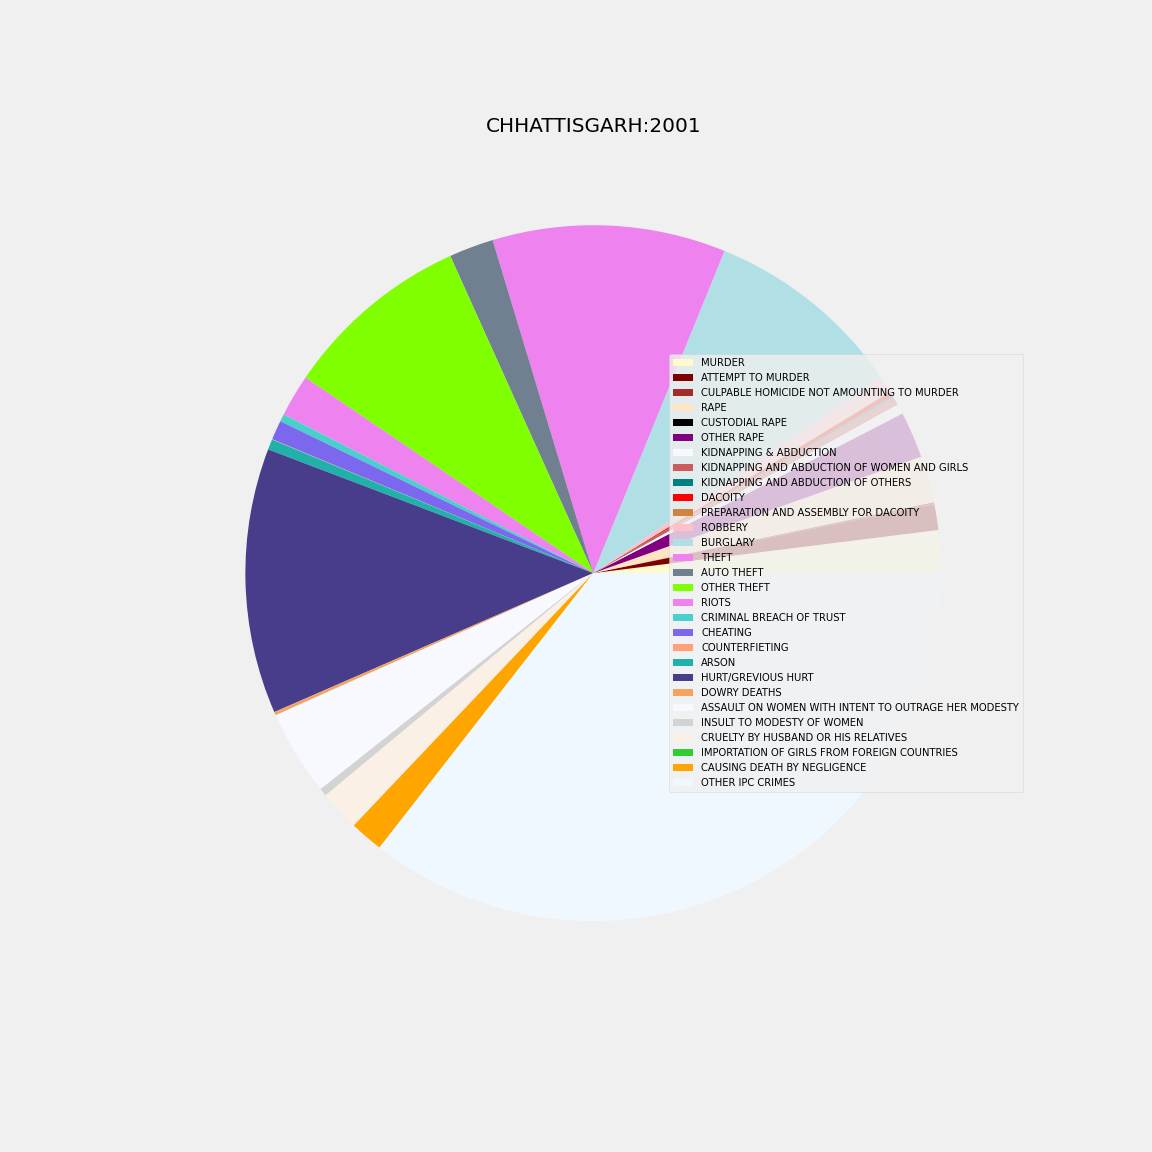 CHHATTISGARH:2001
MURDER
ATTEMPT TO MURDER
CULPABLE HOMICIDE NOT AMOUNTING TO MURDER
RAPE
CUSTODIAL RAPE
OTHER RAPE
KIDNAPPING & ABDUCTION
KIDNAPPING AND ABDUCTION OF WOMEN AND GIRLS
KIDNAPPING AND ABDUCTION OF OTHERS
DACOITY
PREPARATION AND ASSEMBLY FOR DACOITY
ROBBERY
BURGLARY
THEFT
AUTO THEFT
OTHER THEFT
RIOTS
CRIMINAL BREACH OF TRUST
CHEATING
COUNTERFIETING
ARSON
HURT/GREVIOUS HURT
DOWRY DEATHS
ASSAULT ON WOMEN WITH INTENT TO OUTRAGE HER MODESTY
INSULT TO MODESTY OF WOMEN
CRUELTY BY HUSBAND OR HIS RELATIVES
IMPORTATION OF GIRLS FROM FOREIGN COUNTRIES
CAUSING DEATH BY NEGLIGENCE
OTHER IPC CRIMES